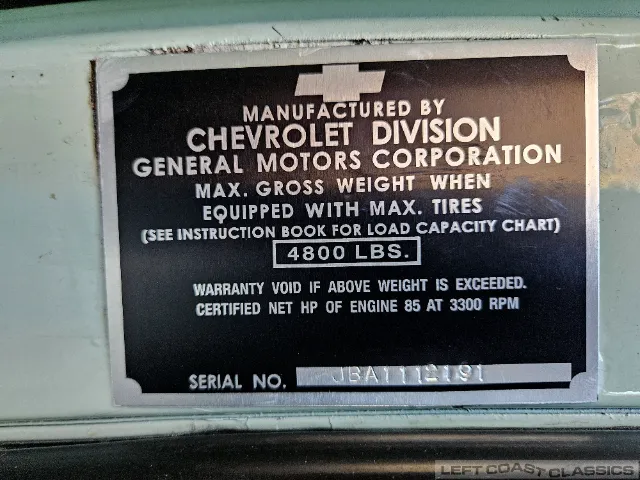 MANUFACTURED BY
CHEVROLET DIVISION
GENERAL MOTORS CORPORATION
MAX. GROSS WEIGHT WHEN
EQUIPPED WITH MAX. TIRES
(SEE INSTRUCTION BOOK FOR LOAD CAPACITY CHART)
4800 LBS.
WARRANTY VOID IF ABOVE WEIGHT IS EXCEEDED.
CERTIFIED NET HP OF ENGINE 85 AT 3300 RPM
SERIAL NO. JBA1112191
LEFT COAST CLASSICS